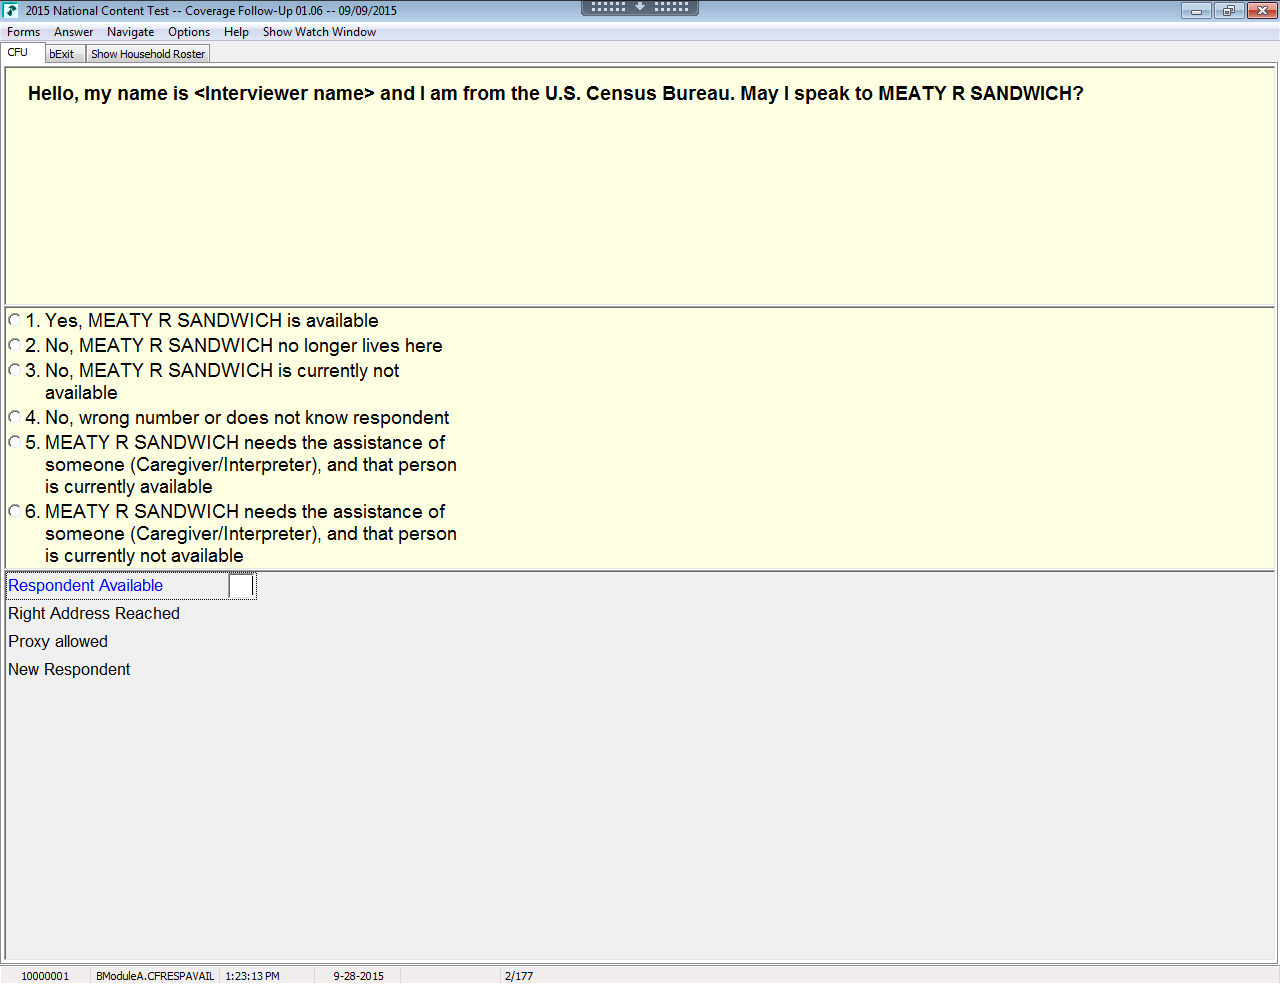 2015 National Content Test -- Coverage Follow-Up 01.06 -- 09/09/2015
Forms Answer Navigate Options Help Show Watch Window
CFU bExit Show Household Roster
Hello, my name is <Interviewer name> and I am from the U.S. Census Bureau. May I speak to MEATY R SANDWICH?
1. Yes, MEATY R SANDWICH is available
2. No, MEATY R SANDWICH no longer lives here
3. No, MEATY R SANDWICH is currently not
available
4. No, wrong number or does not know respondent
5. MEATY R SANDWICH needs the assistance of
someone (Caregiver/Interpreter), and that person
is currently available
6. MEATY R SANDWICH needs the assistance of
someone (Caregiver/Interpreter), and that person
is currently not available
Respondent Available
Right Address Reached
Proxy allowed
New Respondent
10000001 BModuleA.CFRESPAVAIL 1:23:13 PM 9-28-2015 2/177